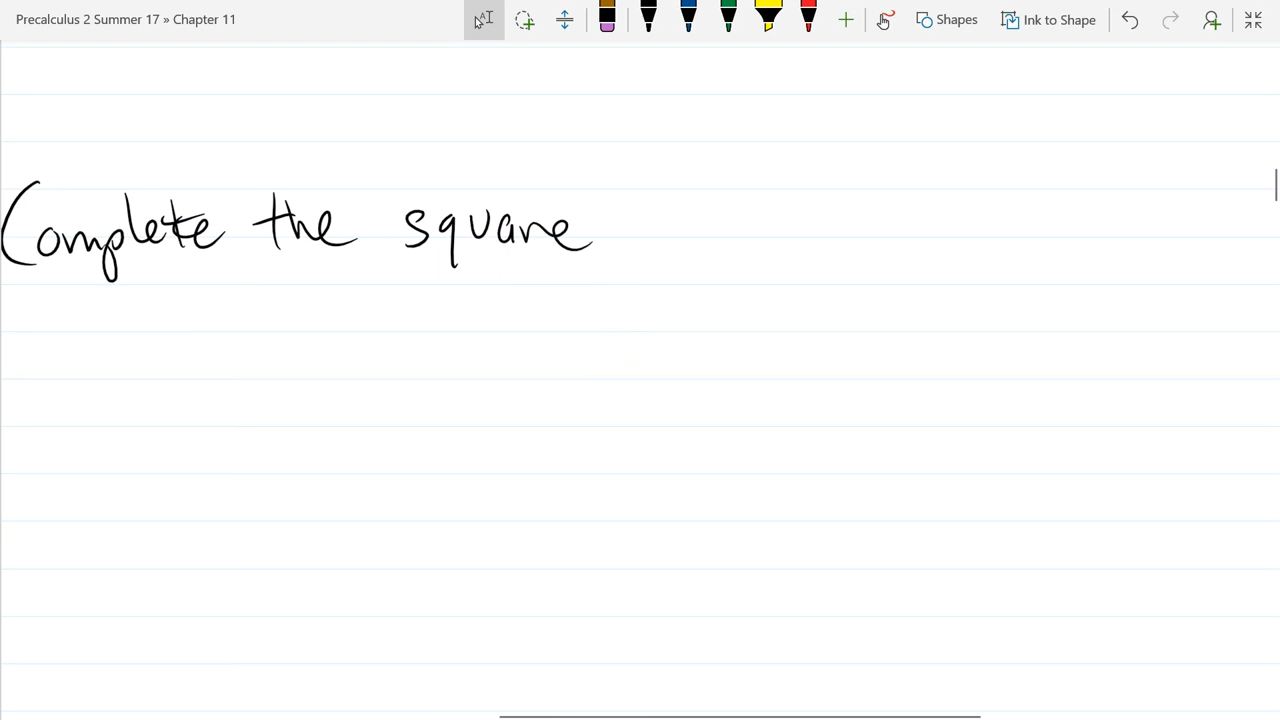 Precalculus 2 Summer 17 » Chapter 11
Shapes
Ink to Shape
Complete the square